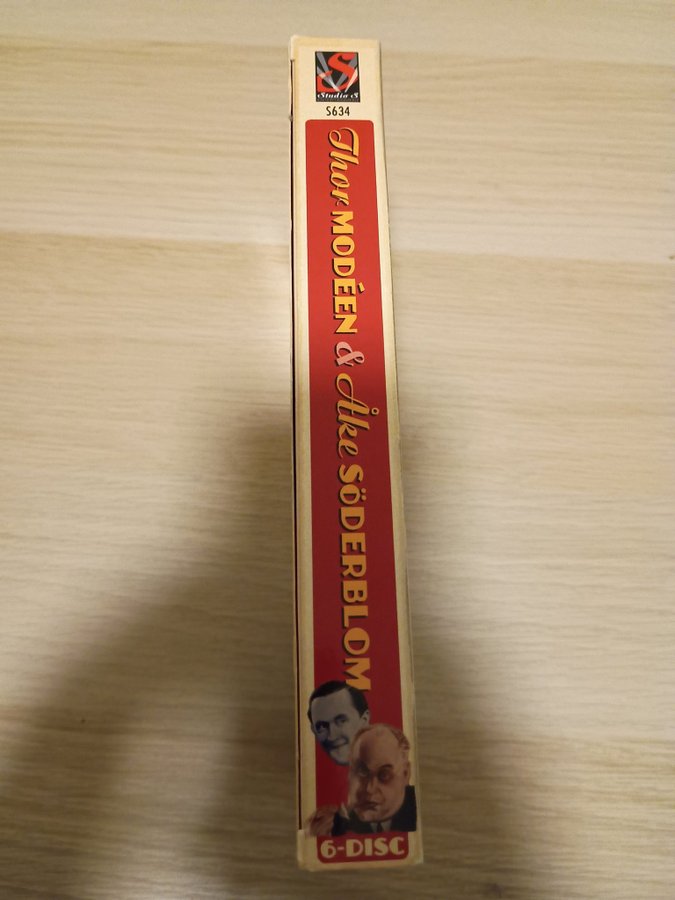 S
Studio S
S634
Thor MODÉEN & Åke SÖDERBLOM
6-DISC